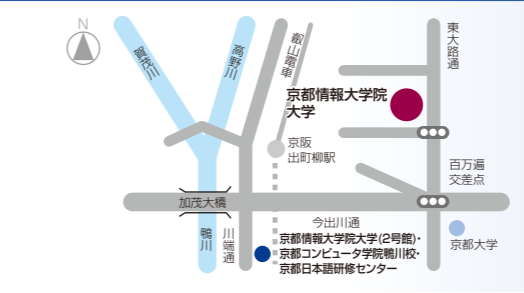 N
賀茂川
高野川
叡山電車
東大路通
京都情報大学院
大学
京阪
出町柳駅
百万遍
交差点
加茂大橋
今出川通
鴨川
川端通
京都情報大学院大学(2号館)・
京都コンピュータ学院鴨川校・
京都日本語研修センター
京都大学